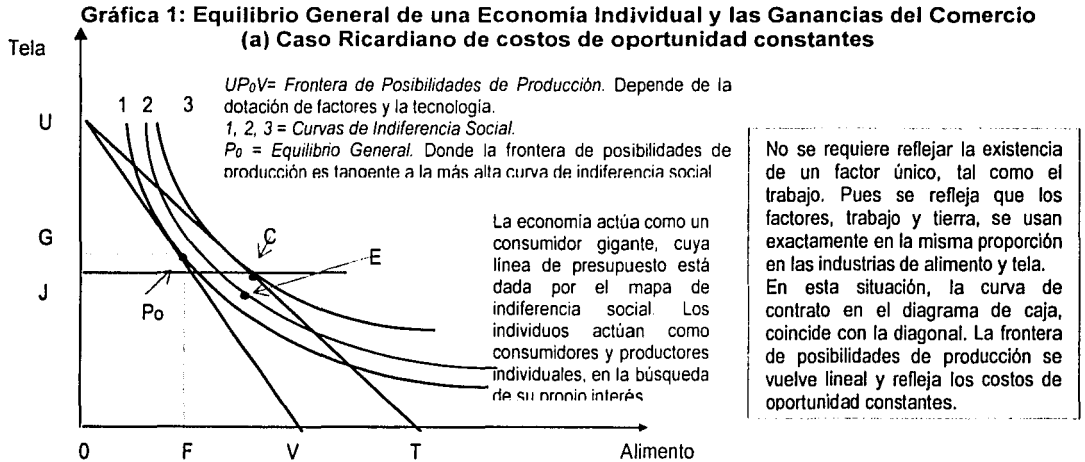 Gráfica 1: Equilibrio General de una Economía Individual y las Ganancias del Comercio
(a) Caso Ricardiano de costos de oportunidad constantes
Tela
UP₀V= Frontera de Posibilidades de Producción. Depende de la
dotación de factores y la tecnología.
1, 2, 3 = Curvas de Indiferencia Social.
P₀ = Equilibrio General. Donde la frontera de posibilidades de
producción es tangente a la más alta curva de indiferencia social
1 2 3
U
No se requiere reflejar la existencia
de un factor único, tal como el
trabajo. Pues se refleja que los
factores, trabajo y tierra, se usan
exactamente en la misma proporción
en las industrias de alimento y tela.
En esta situación, la curva de
contrato en el diagrama de caja,
coincide con la diagonal. La frontera
de posibilidades de producción se
vuelve lineal y refleja los costos de
oportunidad constantes.
La economía actúa como un
consumidor gigante, cuya
línea de presupuesto está
dada por el mapa de
indiferencia social. Los
individuos actúan como
consumidores y productores
individuales, en la búsqueda
de su propio interés
G
C
E
J
Po
0 F V T Alimento